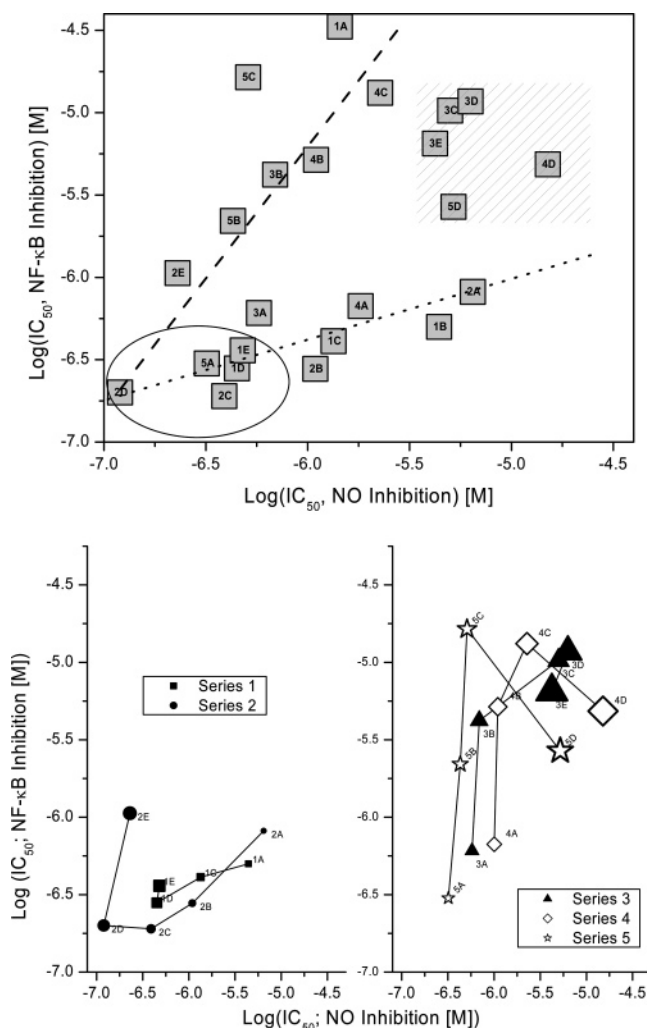 Log(IC₅₀, NF-κB Inhibition) [M]
-4.5
-5.0
-5.5
-6.0
-6.5
-7.0
1A
5C
4C
3D
3C
3E
4B
4D
3B
5D
5B
2E
2A
4A
3A
1B
1C
1E
5A
1D
2B
2D
2C
-7.0 -6.5 -6.0 -5.5 -5.0 -4.5
Log(IC₅₀, NO Inhibition) [M]
Log (IC₅₀; NF-κB Inhibition [M])
-4.5
-5.0
-5.5
-6.0
-6.5
-7.0
Series 1
Series 2
2E
2A
1A
1C
1E
1D
2B
2D
2C
-7.0 -6.5 -6.0 -5.5 -5.0 -4.5
-4.5
-5.0
-5.5
-6.0
-6.5
-7.0
5C
4C
3D
3C
3E
4B
4D
3B
5D
5B
4A
3A
5A
Series 3
Series 4
Series 5
-7.0 -6.5 -6.0 -5.5 -5.0 -4.5
Log(IC₅₀; NO Inhibition [M])